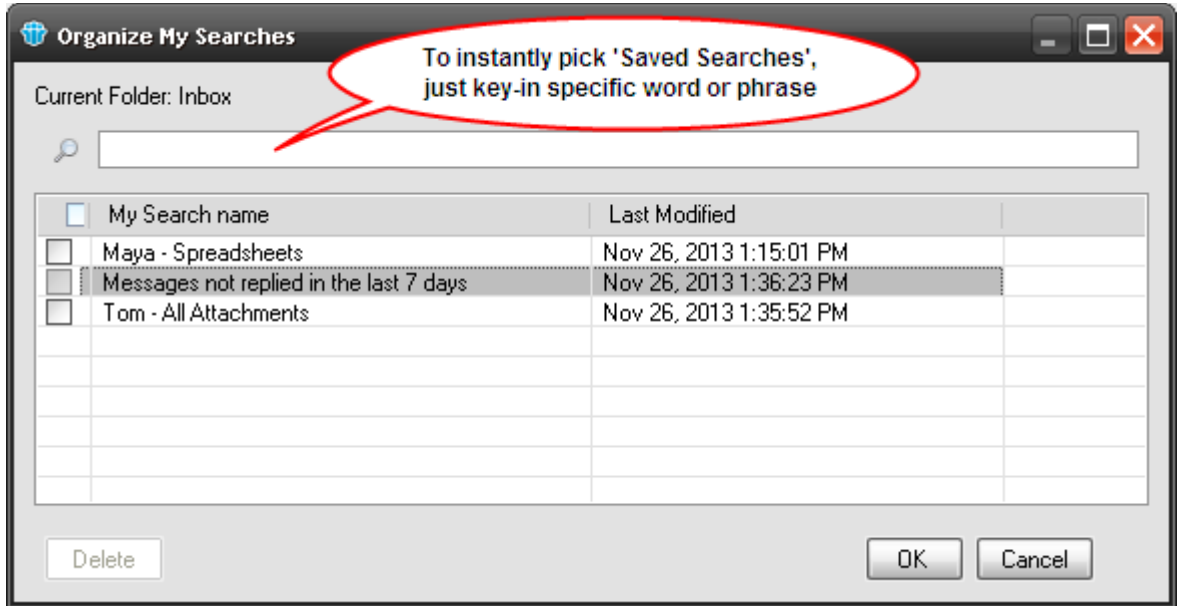 Organize My Searches
To instantly pick 'Saved Searches',
just key-in specific word or phrase
Current Folder: Inbox
My Search name Last Modified
Maya - Spreadsheets Nov 26, 2013 1:15:01 PM
Messages not replied in the last 7 days Nov 26, 2013 1:36:23 PM
Tom - All Attachments Nov 26, 2013 1:35:52 PM
Delete OK Cancel